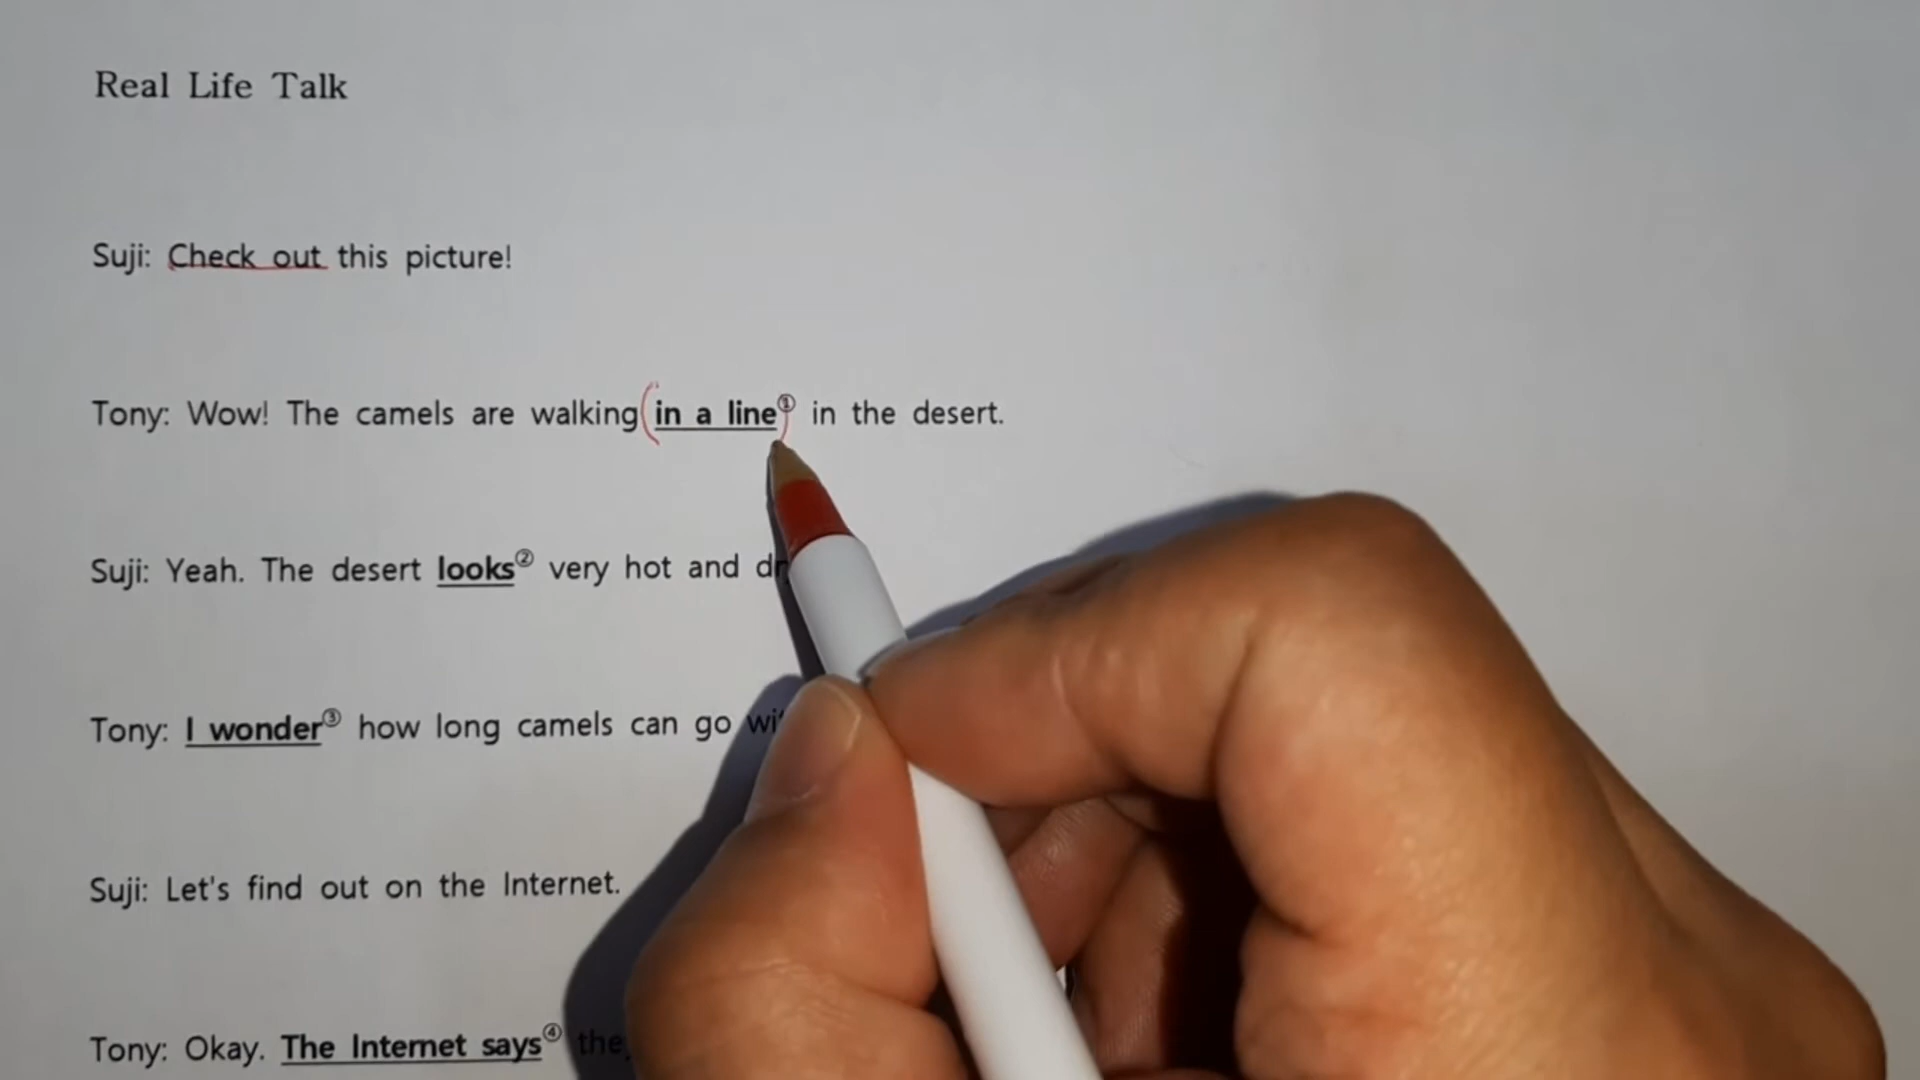 Real Life Talk
Suji: Check out this picture!
Tony: Wow! The camels are walking (in a line①) in the desert.
Suji: Yeah. The desert looks② very hot and
Tony: I wonder③ how long camels can go
Suji: Let's find out on the Internet.
Tony: Okay. The Internet says④